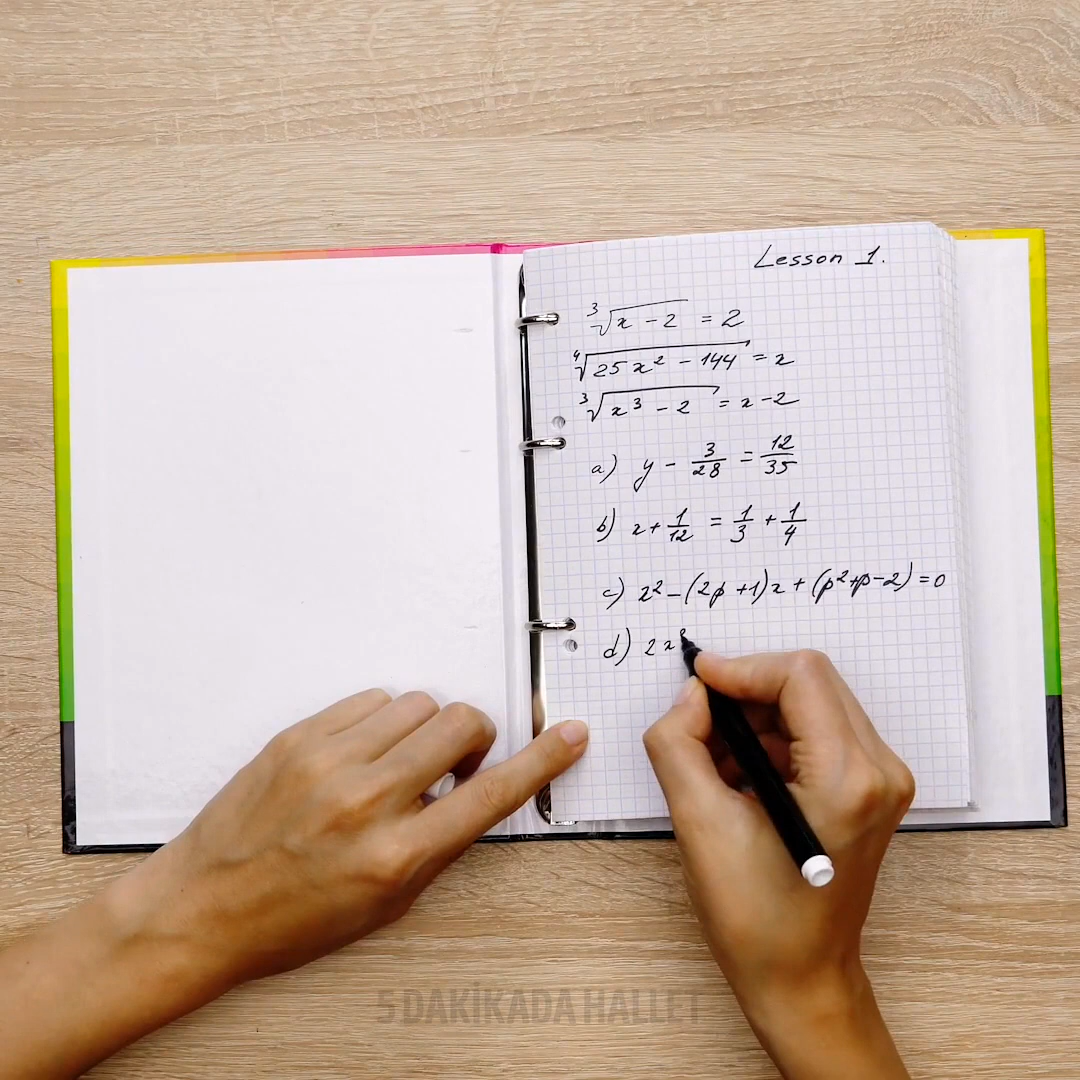 Lesson 1.
∛(x - 2) = 2
∜(25x² - 144) = x
∛(x³ - 2) = x - 2
a) y - 3/28 = 12/35
b) x + 1/12 = 1/3 + 1/4
c) x² - (2p + 1)x + (p² + p - 2) = 0
d) 2x
5 DAKİKADA HALLET